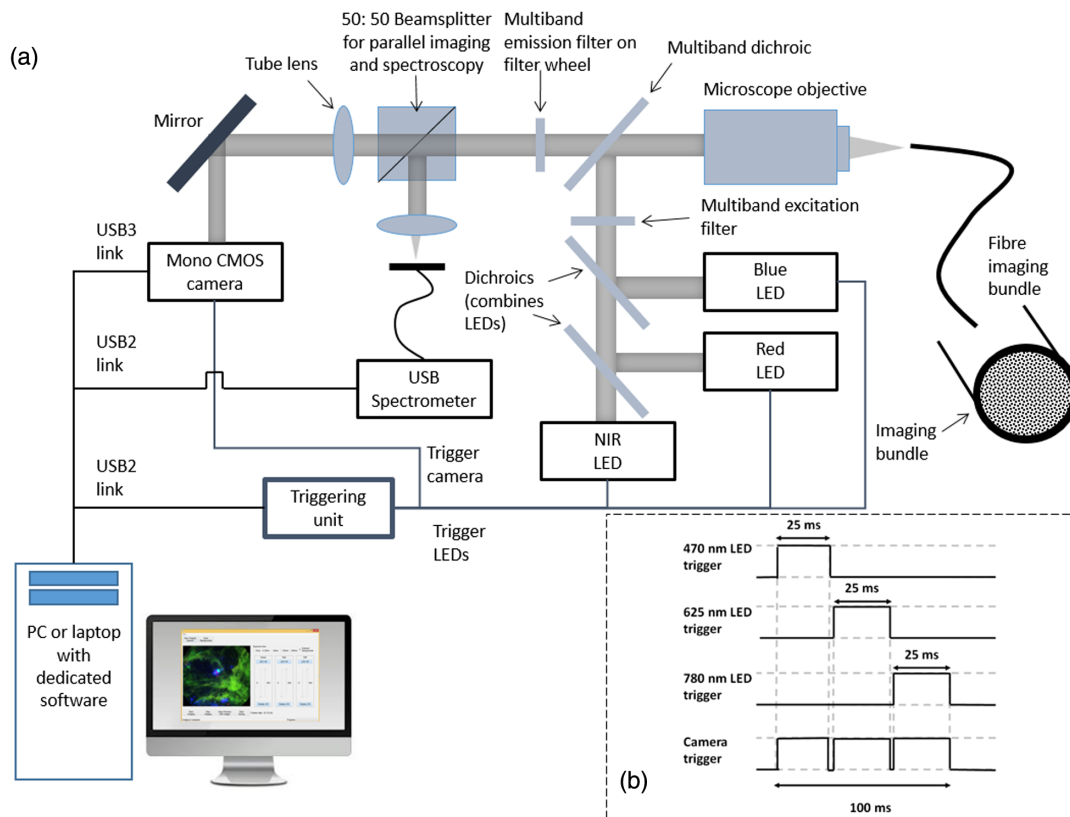 (a)
50: 50 Beamsplitter
for parallel imaging
and spectroscopy
Multiband
emission filter on
filter wheel
Multiband dichroic
Tube lens
Microscope objective
Mirror
Multiband excitation
filter
USB3
link
Mono CMOS
camera
Dichroics
(combines
LEDs)
Blue
LED
Fibre
imaging
bundle
USB2
link
Red
LED
USB
Spectrometer
NIR
LED
Imaging
bundle
Trigger
camera
USB2
link
Triggering
unit
Trigger
LEDs
PC or laptop
with
dedicated
software
25 ms
470 nm LED
trigger
25 ms
625 nm LED
trigger
25 ms
780 nm LED
trigger
Camera
trigger
(b)
100 ms